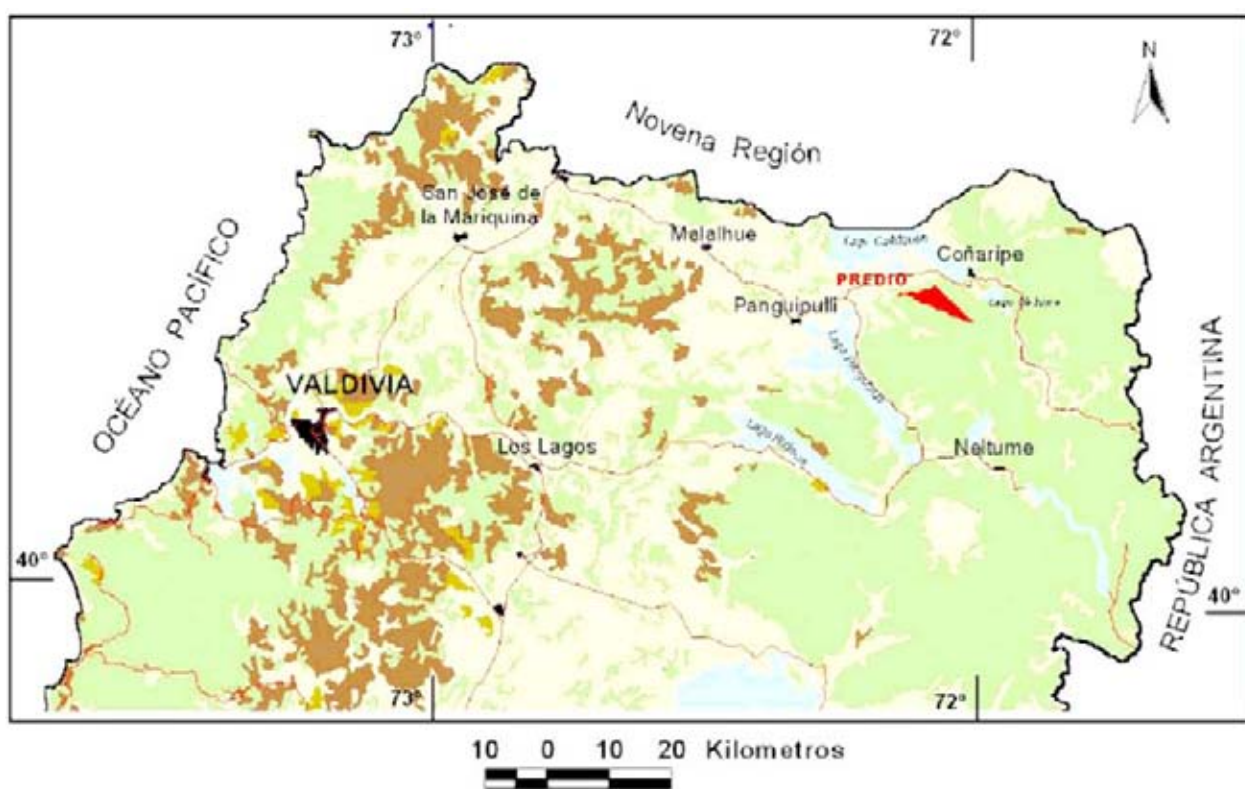 73°
72°
N
Novena Región
San José de
la Mariquina
Melalhue
Coñaripe
PREDIO
Panguipulli
OCÉANO PACÍFICO
VALDIVIA
Los Lagos
Neltume
REPÚBLICA ARGENTINA
40°
40°
73°
72°
10 0 10 20 Kilometros